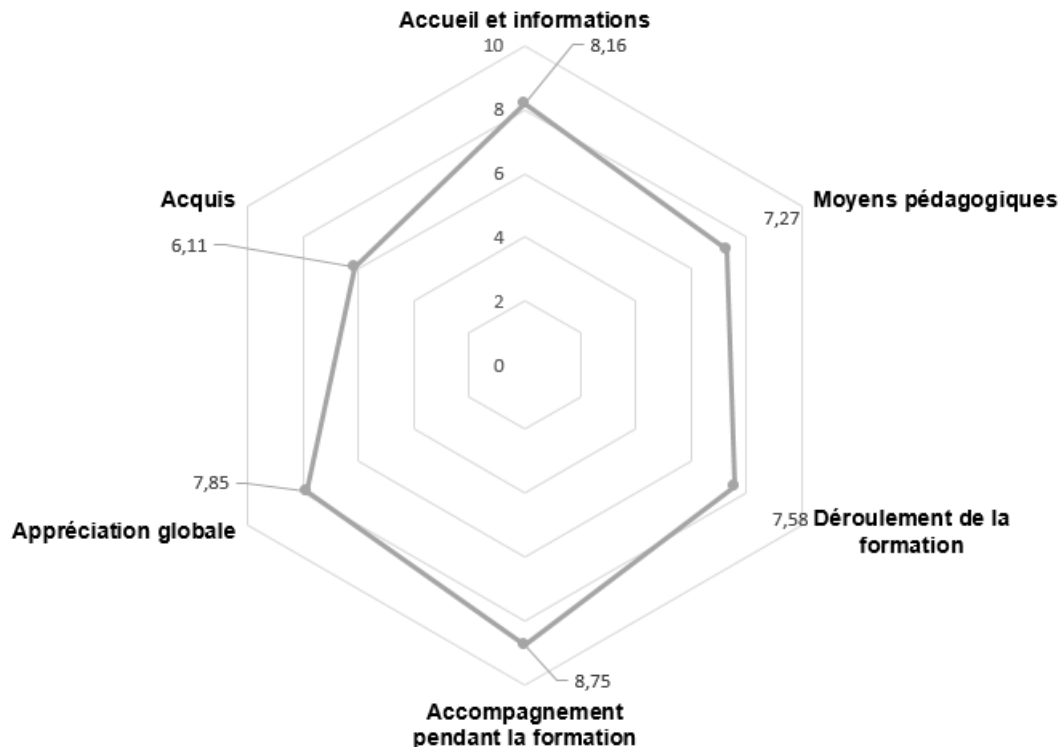 Accueil et informations
10
8,16
8
6
Acquis
Moyens pédagogiques
7,27
6,11
4
2
0
7,85
Appréciation globale
7,58
Déroulement de la
formation
8,75
Accompagnement
pendant la formation